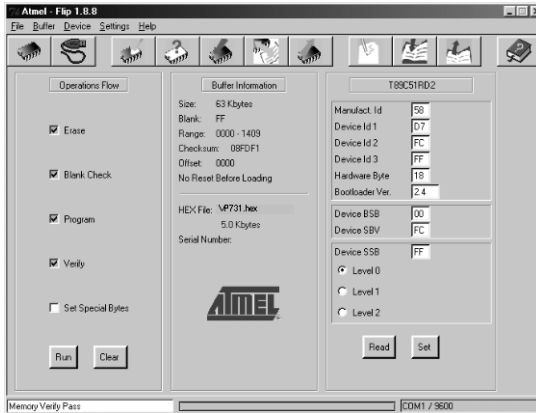 Atmel - Flip 1.8.8
File Buffer Device Settings Help
Operations Flow
Erase
Blank Check
Program
Verify
Set Special Bytes
Run Clear
Buffer Information
Size: 63 Kbytes
Blank: FF
Range: 0000 - 1409
Checksum: 08FDF1
Offset: 0000
No Reset Before Loading
HEX File: \/P731.hex
5.0 Kbytes
Serial Number:
ATMEL
T89C51RD2
Manufact. Id 58
Device Id 1 D7
Device Id 2 FC
Device Id 3 FF
Hardware Byte 18
Bootloader Ver. 2.4
Device BSB 00
Device SBV FC
Device SSB FF
Level 0
Level 1
Level 2
Read Set
Memory Verify Pass
COM1 / 9600